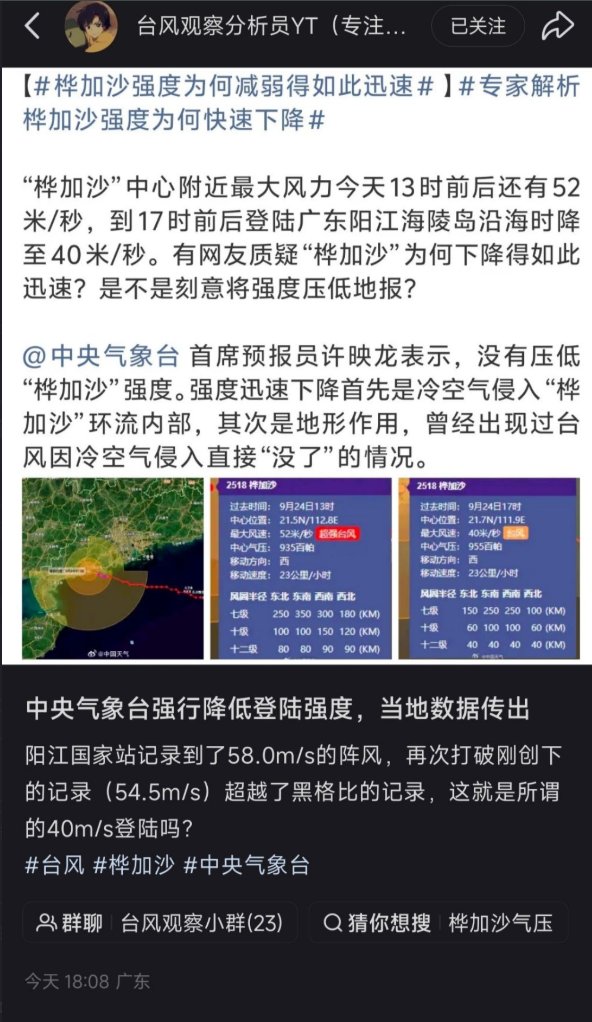 台风观察分析员YT（专注...
已关注
【#桦加沙强度为何减弱得如此迅速#】#专家解析
桦加沙强度为何快速下降#
“桦加沙”中心附近最大风力今天13时前后还有52
米/秒，到17时前后登陆广东阳江海陵岛沿海时降
至40米/秒。有网友质疑“桦加沙”为何下降得如此
迅速？是不是刻意将强度压低地报？
@中央气象台 首席预报员许映龙表示，没有压低
“桦加沙”强度。强度迅速下降首先是冷空气侵入“桦
加沙”环流内部，其次是地形作用，曾经出现过台
风因冷空气侵入直接“没了”的情况。
@中国天气
2518 桦加沙
过去时间： 9月24日13时
中心位置： 21.5N/112.8E
最大风速： 52米/秒 超强台风
中心气压： 935百帕
移动方向： 西
移动速度： 23公里/小时
风圈半径 东北 东南 西南 西北
七级 250 350 300 180 (KM)
十级 100 100 150 120 (KM)
十二级 80 80 90 90 (KM)
2518 桦加沙
过去时间： 9月24日17时
中心位置： 21.7N/111.9E
最大风速： 40米/秒 台风
中心气压： 955百帕
移动方向： 西
移动速度： 23公里/小时
风圈半径 东北 东南 西南 西北
七级 150 250 250 100 (KM)
十级 60 100 100 60 (KM)
十二级 40 40 40 40 (KM)
@中国天气
中央气象台强行降低登陆强度，当地数据传出
阳江国家站记录到了58.0m/s的阵风，再次打破刚创下
的记录（54.5m/s）超越了黑格比的记录，这就是所谓
的40m/s登陆吗？
#台风 #桦加沙 #中央气象台
群聊 台风观察小群(23)
猜你想搜 桦加沙气压
今天 18:08 广东